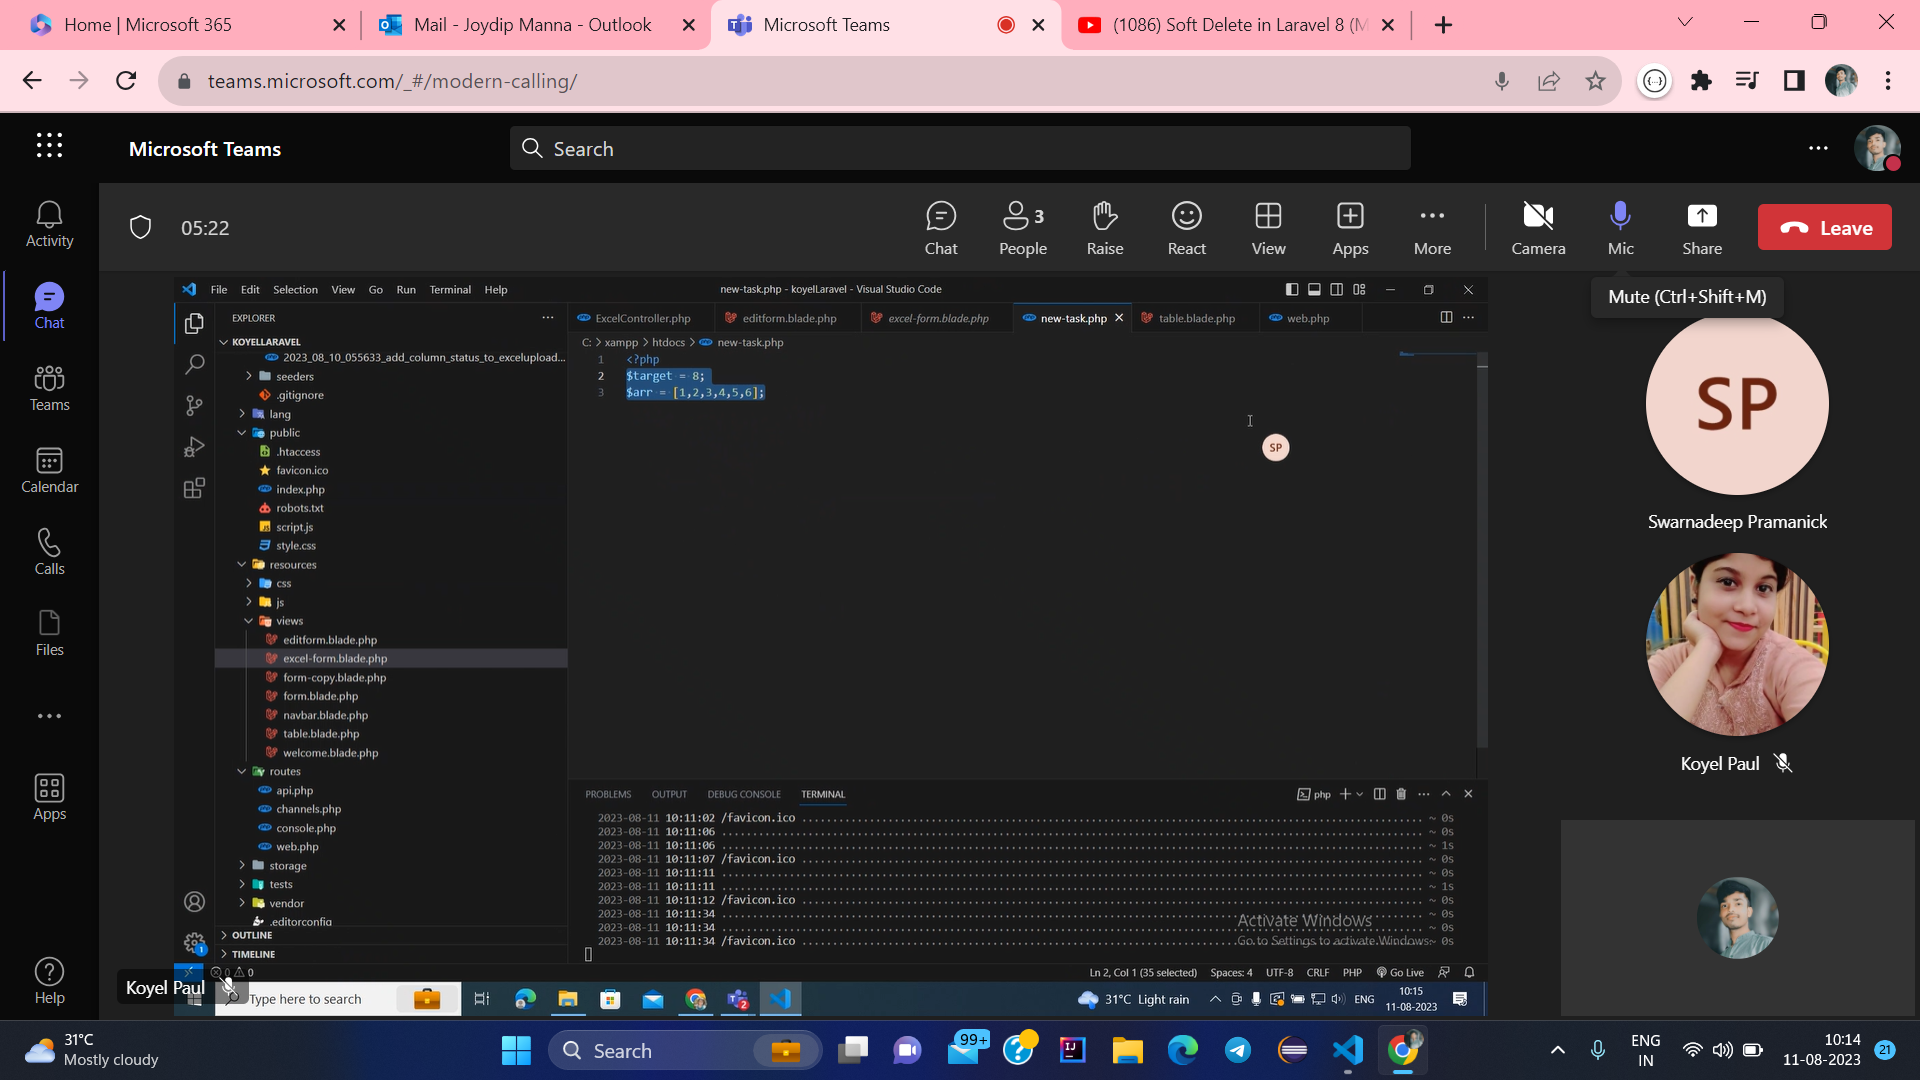 Home | Microsoft 365
Mail - Joydip Manna - Outlook
Microsoft Teams
(1086) Soft Delete in Laravel 8 (M
teams.microsoft.com/_#/modern-calling/
Microsoft Teams
Search
Activity
Chat
Teams
Calendar
Calls
Files
Apps
Help
05:22
Chat
People 3
Raise
React
View
Apps
More
Camera
Mic
Share
Leave
Mute (Ctrl+Shift+M)
File Edit Selection View Go Run Terminal Help
new-task.php - koyelLaravel - Visual Studio Code
EXPLORER
KOYELLARAVEL
2023_08_10_055633_add_column_status_to_excelupload...
seeders
.gitignore
lang
public
.htaccess
favicon.ico
index.php
robots.txt
script.js
style.css
resources
css
js
views
editform.blade.php
excel-form.blade.php
form-copy.blade.php
form.blade.php
navbar.blade.php
table.blade.php
welcome.blade.php
routes
api.php
channels.php
console.php
web.php
storage
tests
vendor
.editorconfig
OUTLINE
TIMELINE
ExcelController.php
editform.blade.php
excel-form.blade.php
new-task.php
table.blade.php
web.php
C: > xampp > htdocs > new-task.php
1 <?php
2 $target = 8;
3 $arr = [1,2,3,4,5,6];
SP
PROBLEMS OUTPUT DEBUG CONSOLE TERMINAL
php
2023-08-11 10:11:02 /favicon.ico ........ ~ 0s
2023-08-11 10:11:06 ........ ~ 0s
2023-08-11 10:11:06 ........ ~ 1s
2023-08-11 10:11:07 /favicon.ico ........ ~ 0s
2023-08-11 10:11:11 ........ ~ 0s
2023-08-11 10:11:11 ........ ~ 1s
2023-08-11 10:11:12 /favicon.ico ........ ~ 0s
2023-08-11 10:11:34 ........ ~ 0s
2023-08-11 10:11:34 ........ ~ 0s
2023-08-11 10:11:34 /favicon.ico ........ ~ 0s
Activate Windows
Go to Settings to activate Windows.
0 0
Ln 2, Col 1 (35 selected) Spaces: 4 UTF-8 CRLF PHP Go Live
Koyel Paul
Type here to search
2
31°C Light rain
ENG
10:15
11-08-2023
SP
Swarnadeep Pramanick
Koyel Paul
31°C
Mostly cloudy
Search
99+
ENG
IN
10:14
11-08-2023
21